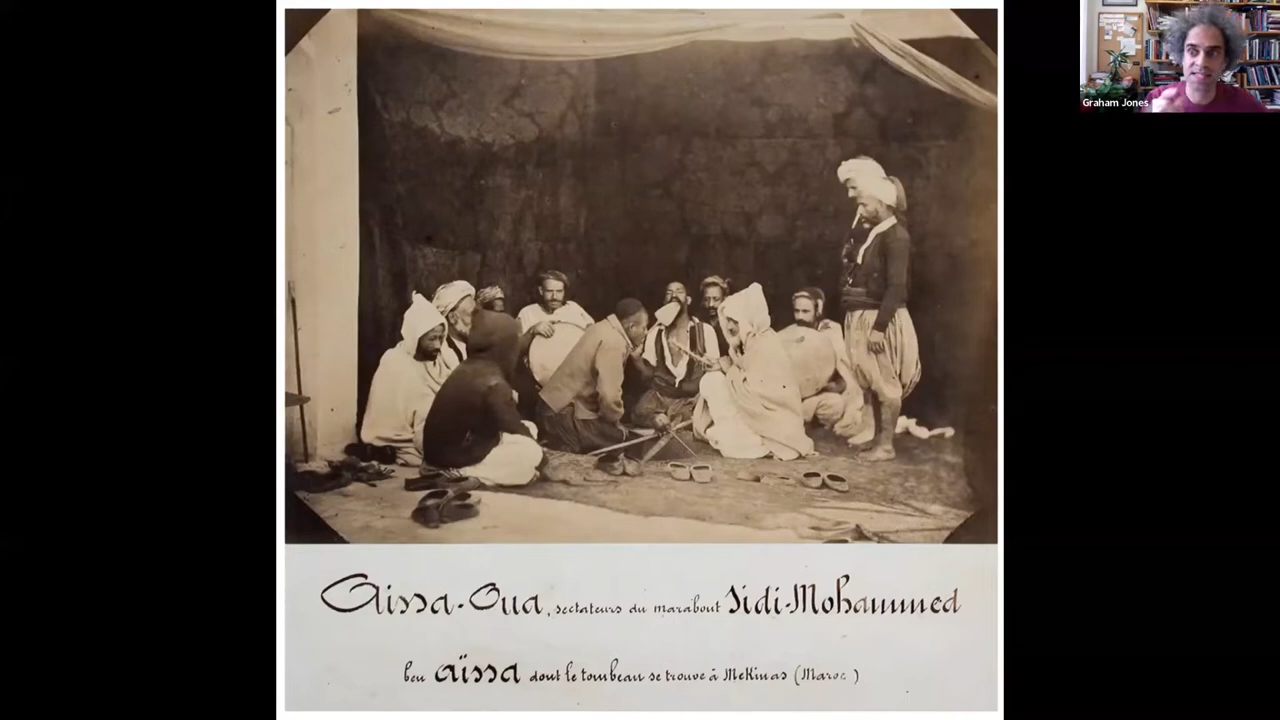 Graham Jones
Aissa-Oua, sectateurs du marabout Sidi-Mohammed
ben aïssa dont le tombeau se trouve à Mekinas (Maroc)